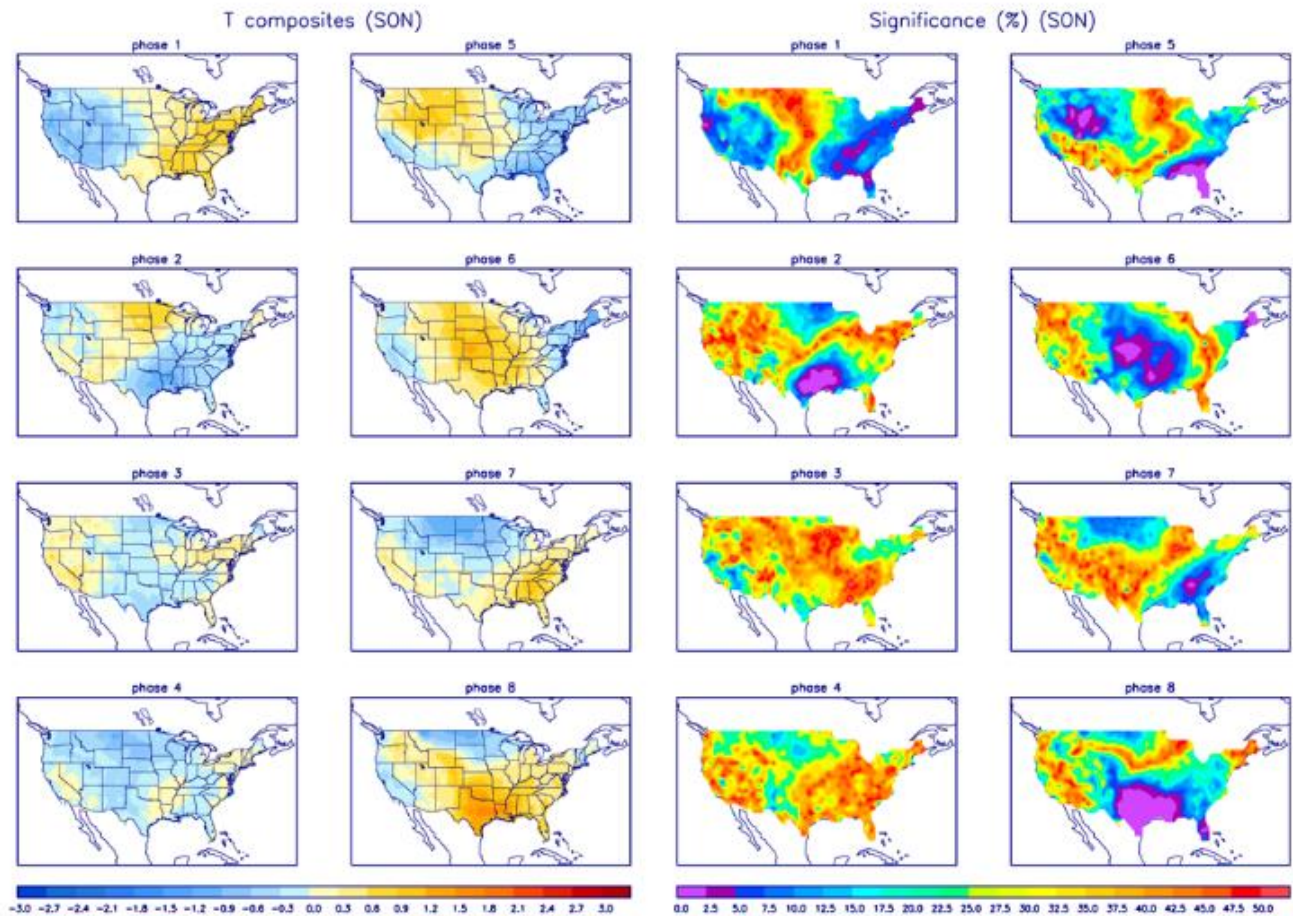 T composites (SON)
Significance (%) (SON)
phase 1
phase 5
phase 1
phase 5
phase 2
phase 6
phase 2
phase 6
phase 3
phase 7
phase 3
phase 7
phase 4
phase 8
phase 4
phase 8
-3.0 -2.7 -2.4 -2.1 -1.8 -1.5 -1.2 -0.9 -0.6 -0.3 0.0 0.3 0.6 0.9 1.2 1.5 1.8 2.1 2.4 2.7 3.0
0.0 2.5 5.0 7.5 10.0 12.5 15.0 17.5 20.0 22.5 25.0 27.5 30.0 32.5 35.0 37.5 40.0 42.5 45.0 47.5 50.0